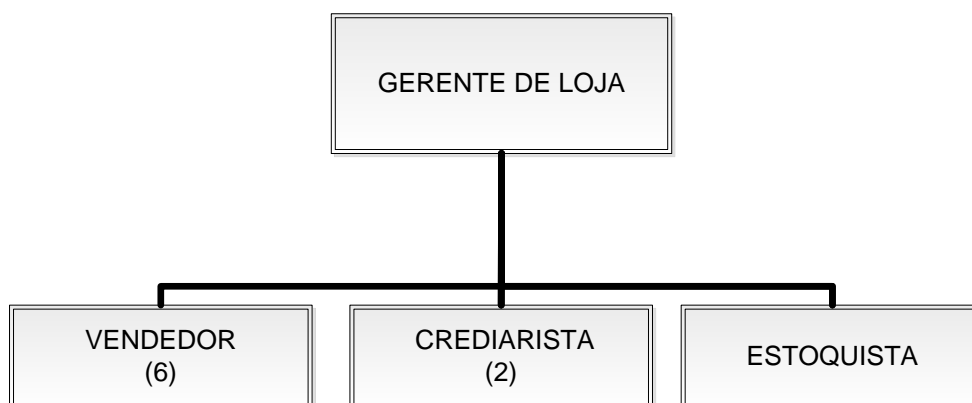 GERENTE DE LOJA
VENDEDOR
(6)
CREDIARISTA
(2)
ESTOQUISTA